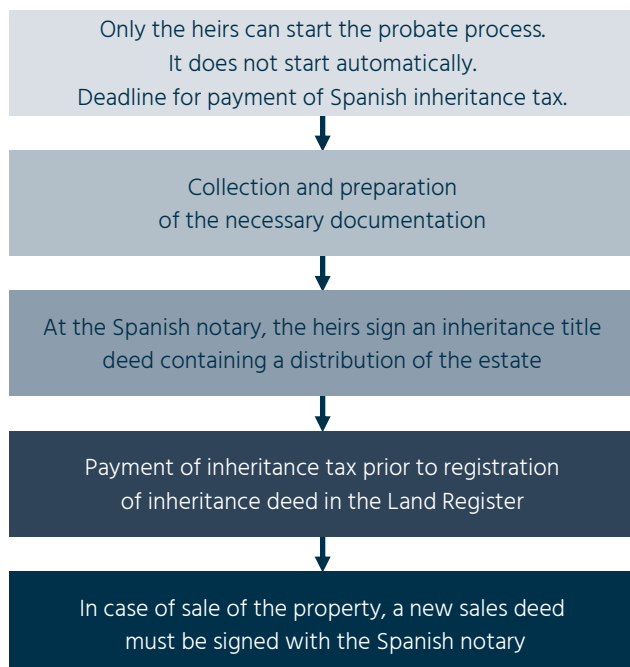 Only the heirs can start the probate process.
It does not start automatically.
Deadline for payment of Spanish inheritance tax.
Collection and preparation
of the necessary documentation
At the Spanish notary, the heirs sign an inheritance title
deed containing a distribution of the estate
Payment of inheritance tax prior to registration
of inheritance deed in the Land Register
In case of sale of the property, a new sales deed
must be signed with the Spanish notary